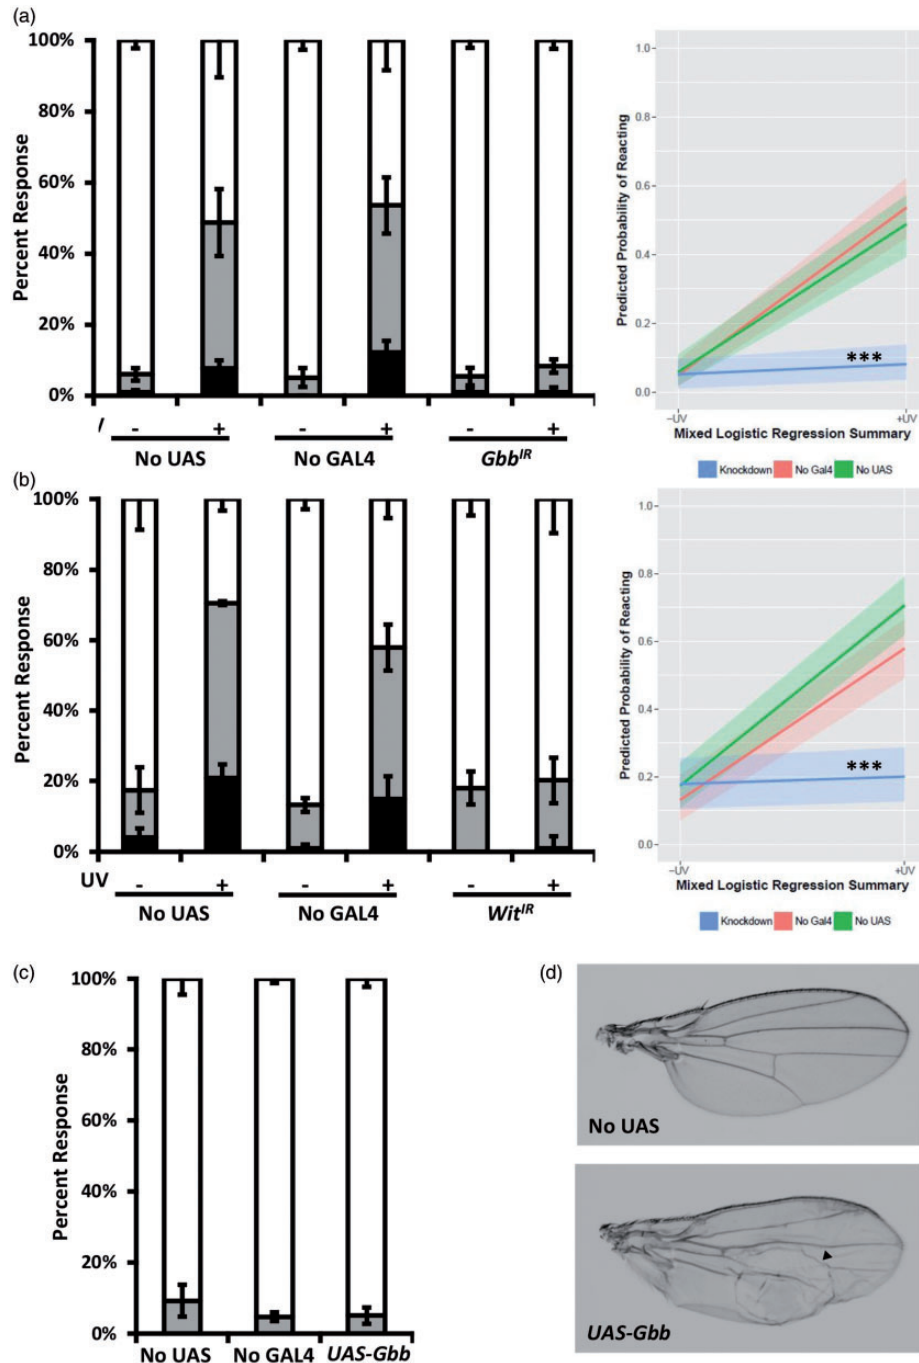 (a)
100%
80%
60%
40%
20%
0%
Percent Response
/
- + - + - +
No UAS No GAL4 Gbb^IR
1.0
0.8
0.6
0.4
0.2
0.0
Predicted Probability of Reacting
***
−UV +UV
Mixed Logistic Regression Summary
Knockdown No Gal4 No UAS
(b)
100%
80%
60%
40%
20%
0%
Percent Response
UV - + - + - +
No UAS No GAL4 Wit^IR
1.0
0.8
0.6
0.4
0.2
0.0
Predicted Probability of Reacting
***
−UV +UV
Mixed Logistic Regression Summary
Knockdown No Gal4 No UAS
(c)
100%
80%
60%
40%
20%
0%
Percent Response
No UAS No GAL4 UAS-Gbb
(d)
No UAS
UAS-Gbb